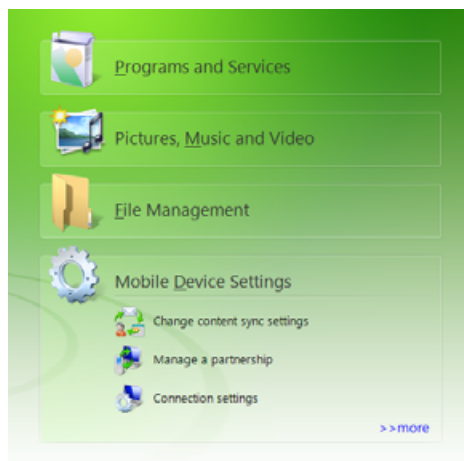 Programs and Services
Pictures, Music and Video
File Management
Mobile Device Settings
Change content sync settings
Manage a partnership
Connection settings
>>more